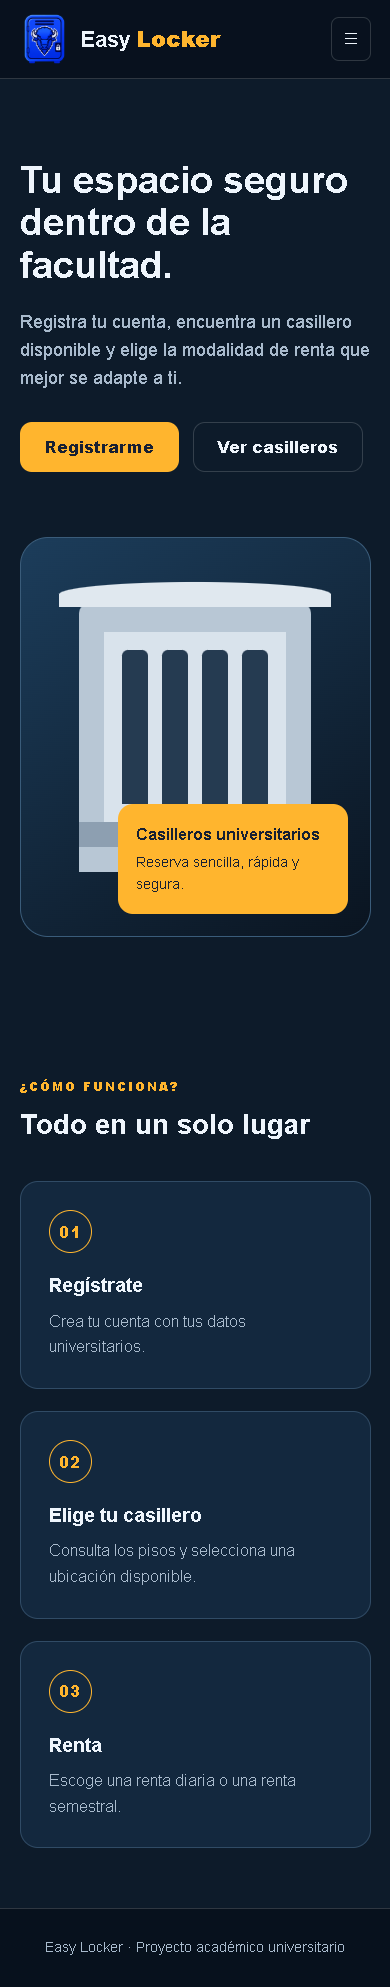 Easy Locker
☰
Tu espacio seguro
dentro de la
facultad.
Registra tu cuenta, encuentra un casillero
disponible y elige la modalidad de renta que
mejor se adapte a ti.
Registrarme
Ver casilleros
Casilleros universitarios
Reserva sencilla, rápida y
segura.
¿CÓMO FUNCIONA?
Todo en un solo lugar
01
Regístrate
Crea tu cuenta con tus datos
universitarios.
02
Elige tu casillero
Consulta los pisos y selecciona una
ubicación disponible.
03
Renta
Escoge una renta diaria o una renta
semestral.
Easy Locker · Proyecto académico universitario